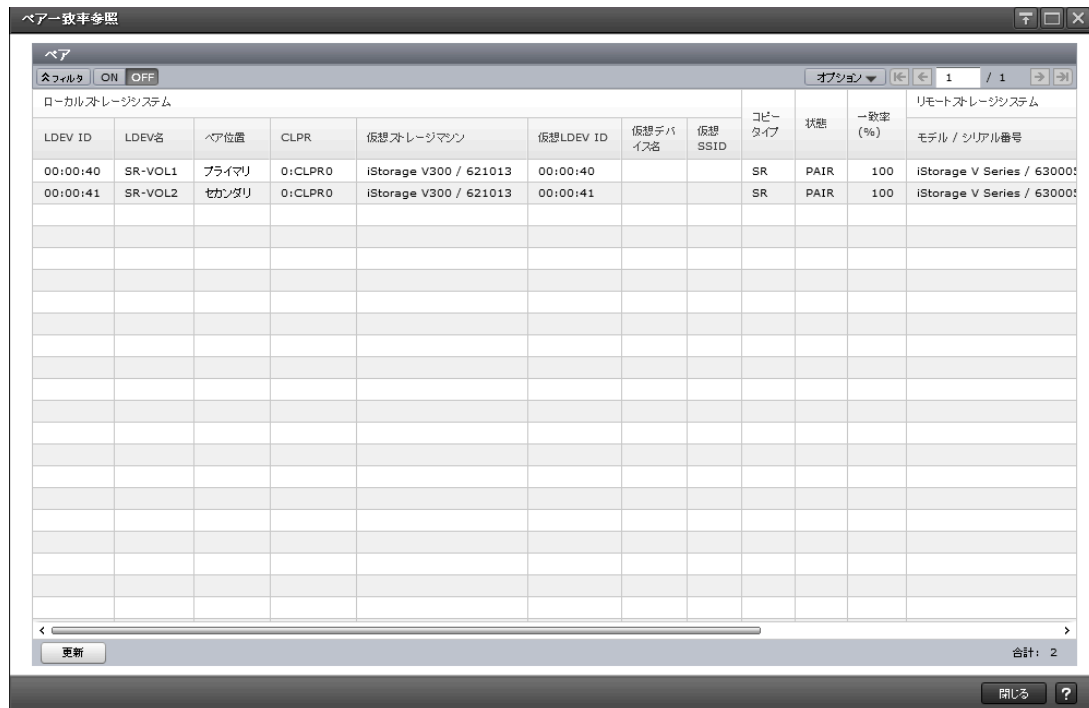 ペア一致率参照
ペア
フィルタ ON OFF オプション 1 / 1
ローカルストレージシステム コピータイプ 状態 一致率(%) リモートストレージシステム
LDEV ID LDEV名 ペア位置 CLPR 仮想ストレージマシン 仮想LDEV ID 仮想デバイス名 仮想SSID モデル / シリアル番号
00:00:40 SR-VOL1 プライマリ 0:CLPR0 iStorage V300 / 621013 00:00:40 SR PAIR 100 iStorage V Series / 63000
00:00:41 SR-VOL2 セカンダリ 0:CLPR0 iStorage V300 / 621013 00:00:41 SR PAIR 100 iStorage V Series / 63000
更新 合計: 2
閉じる ?